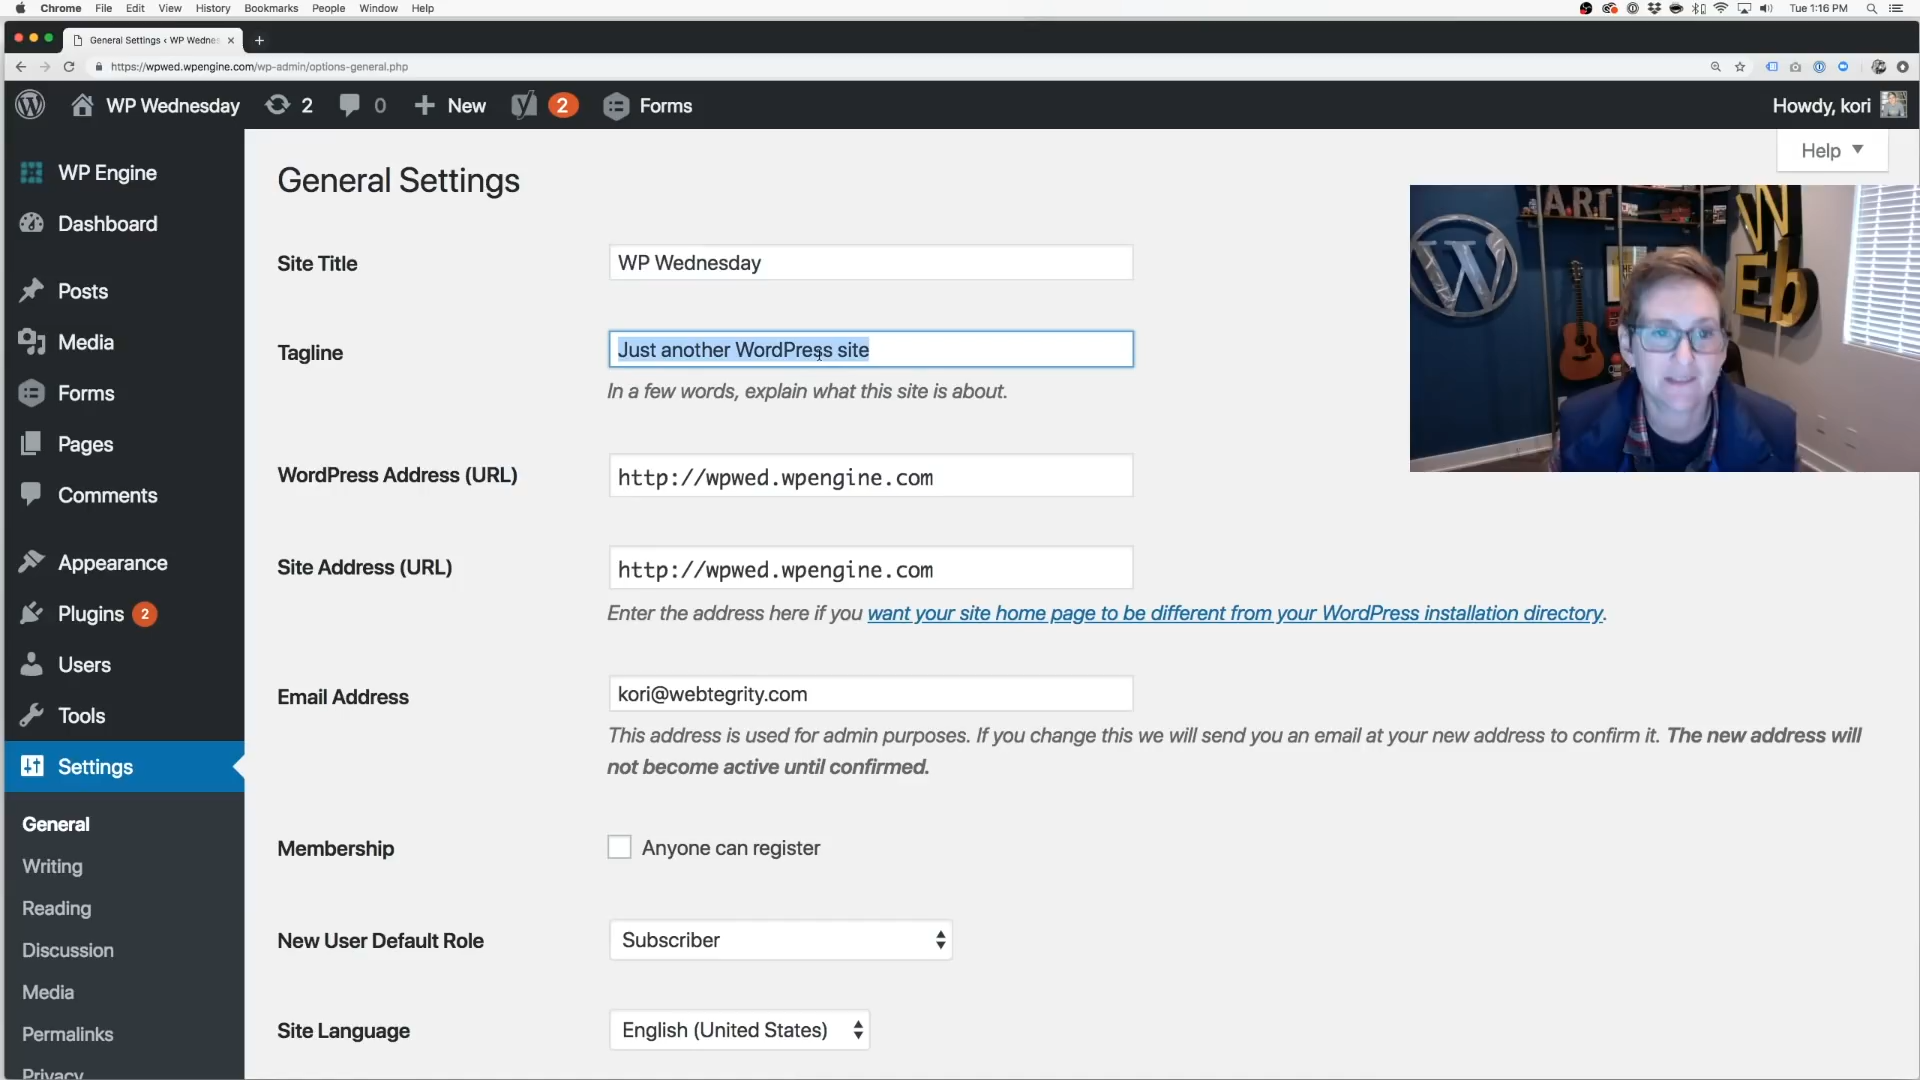 Chrome File Edit View History Bookmarks People Window Help Tue 1:16 PM
General Settings ‹ WP Wednes
https://wpwed.wpengine.com/wp-admin/options-general.php
WP Wednesday 2 0 New 2 Forms Howdy, kori
Help
WP Engine
Dashboard
Posts
Media
Forms
Pages
Comments
Appearance
Plugins 2
Users
Tools
Settings
General
Writing
Reading
Discussion
Media
Permalinks
Privacy
General Settings
Site Title WP Wednesday
Tagline Just another WordPress site
In a few words, explain what this site is about.
WordPress Address (URL) http://wpwed.wpengine.com
Site Address (URL) http://wpwed.wpengine.com
Enter the address here if you want your site home page to be different from your WordPress installation directory.
Email Address kori@webtegrity.com
This address is used for admin purposes. If you change this we will send you an email at your new address to confirm it. The new address will
not become active until confirmed.
Membership Anyone can register
New User Default Role Subscriber
Site Language English (United States)
ART
W
W
Eb